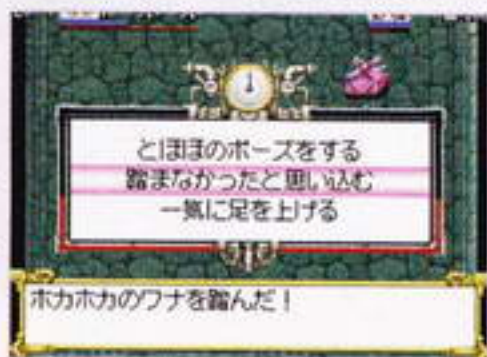 とほほのポーズをする
踏まなかったと思い込む
一気に足を上げる
ホカホカのワナを踏んだ！